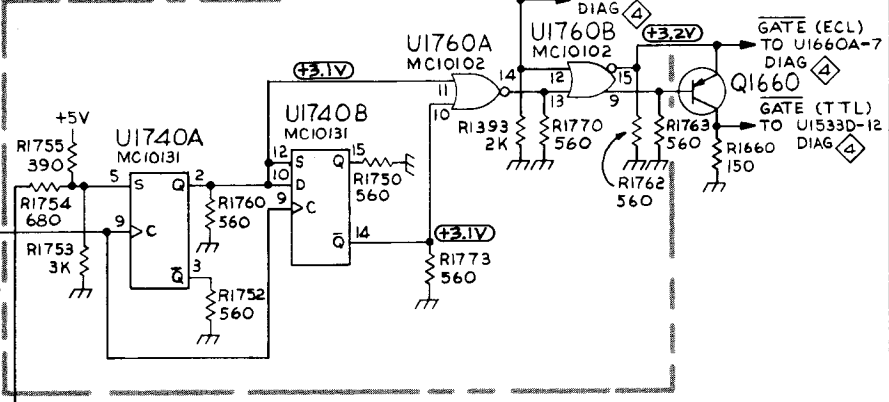 DIAG 4
U1760A
MC10102
U1760B
MC10102
+3.2V
GATE (ECL)
TO U1660A-7
DIAG 4
Q1660
GATE (TTL)
TO U1533D-12
DIAG 4
+3.1V
14
11
10
12
13
15
9
+5V
R1755
390
U1740A
MC10131
U1740B
MC10131
R1393
2K
R1770
560
R1763
560
R1660
150
R1762
560
5
S
Q
2
12
S
Q
15
10
D
R1750
560
R1754
680
9
C
R1760
560
9
C
R1753
3K
Q
3
Q
14
+3.1V
R1752
560
R1773
560